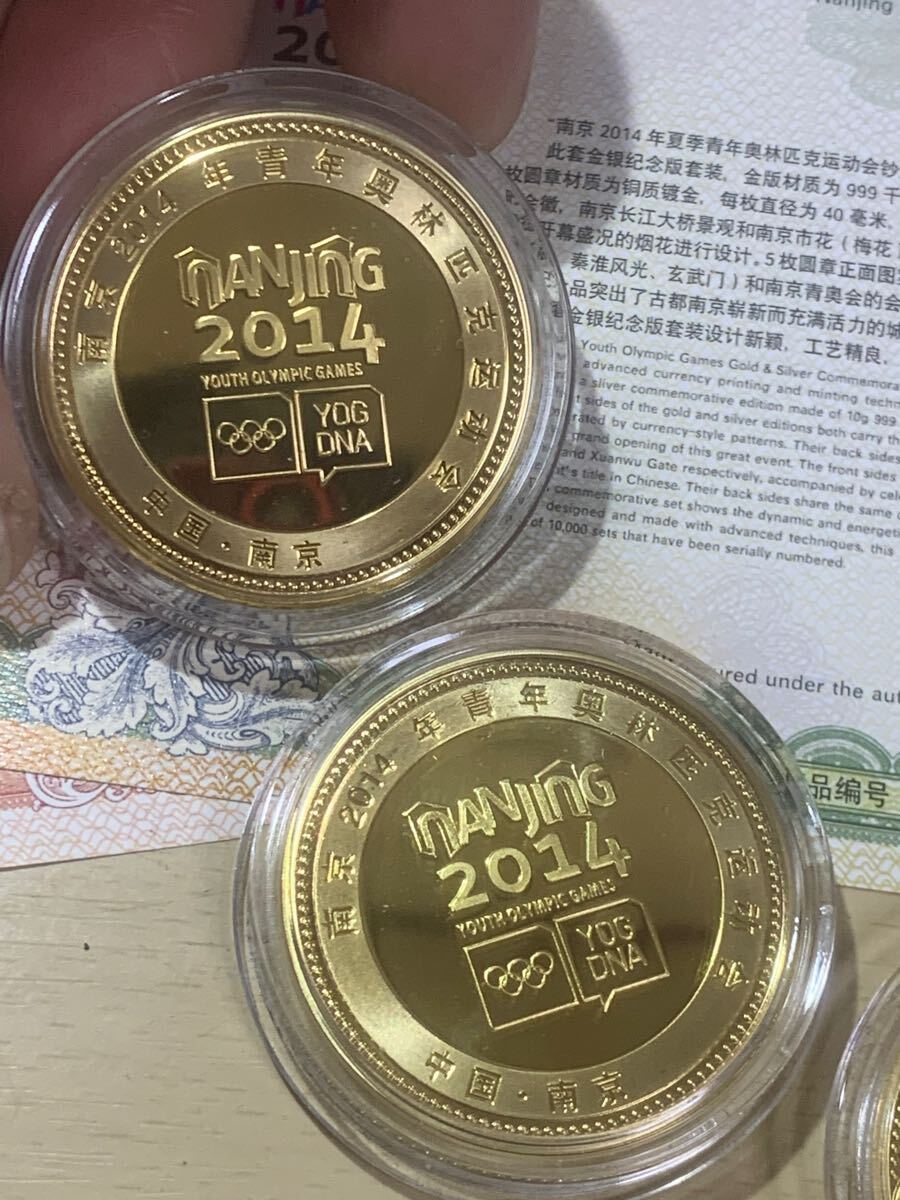 20
Nanjing
"南京 2014 年夏季青年奥林匹克运动会钞
此套金银纪念版套装，金版材质为 999 千
枚圆章材质为铜质镀金，每枚直径为 40 毫米．
会徽，南京长江大桥景观和南京市花（梅花
开幕盛况的烟花进行设计．5 枚圆章正面图
秦淮风光、玄武门）和南京青奥会的会
品突出了古都南京崭新而充满活力的城
金银纪念版套装设计新颖，工艺精良．
Youth Olympic Games Gold & Silver Commemora
advanced currency printing and minting techn
a sliver commemorative edition made of 10g 999
sides of the gold and silver editions both carry th
rated by currency-style patterns. Their back sides
grand opening of this great event. The front sides
and Xuanwu Gate respectively, accompanied by cele
nt's title in Chinese. Their back sides share the same
commemorative set shows the dynamic and energeti
designed and made with advanced techniques, this
of 10,000 sets that have been serially numbered.
ured under the aut
品编号
南京 2014 年青年奥林匹克运动会
NANJING
2014
YOUTH OLYMPIC GAMES
YOG
DNA
中国·南京
南京 2014 年青年奥林匹克运动会
NANJING
2014
YOUTH OLYMPIC GAMES
YOG
DNA
中国·南京